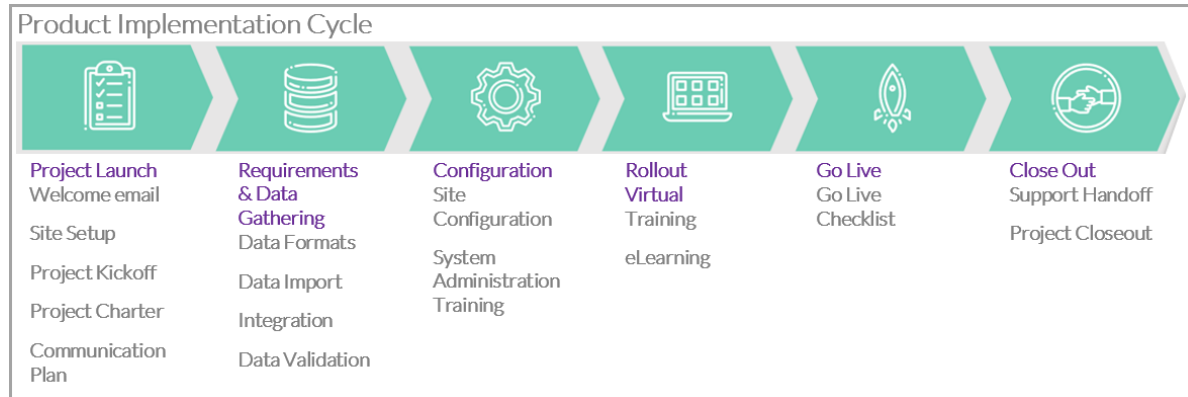 Product Implementation Cycle
Project Launch
Welcome email
Site Setup
Project Kickoff
Project Charter
Communication
Plan
Requirements
& Data
Gathering
Data Formats
Data Import
Integration
Data Validation
Configuration
Site
Configuration
System
Administration
Training
Rollout
Virtual
Training
eLearning
Go Live
Go Live
Checklist
Close Out
Support Handoff
Project Closeout